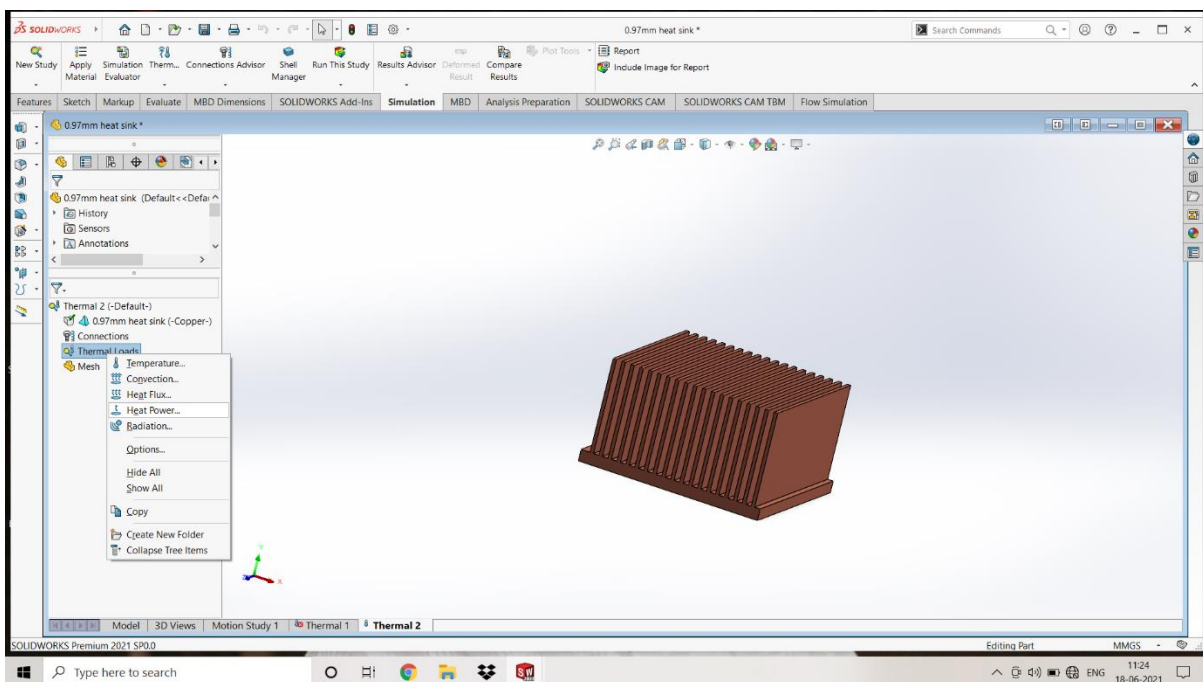 SOLIDWORKS
0.97mm heat sink *
Search Commands
New Study
Apply Material
Simulation Evaluator
Therm...
Connections Advisor
Shell Manager
Run This Study
Results Advisor
Deformed Result
Compare Results
Plot Tools
Report
Include Image for Report
Features Sketch Markup Evaluate MBD Dimensions SOLIDWORKS Add-Ins Simulation MBD Analysis Preparation SOLIDWORKS CAM SOLIDWORKS CAM TBM Flow Simulation
0.97mm heat sink *
0.97mm heat sink (Default<<Defau
History
Sensors
Annotations
Thermal 2 (-Default-)
0.97mm heat sink (-Copper-)
Connections
Thermal Loads
Mesh
Temperature...
Convection...
Heat Flux...
Heat Power...
Radiation...
Options...
Hide All
Show All
Copy
Create New Folder
Collapse Tree Items
Model 3D Views Motion Study 1 Thermal 1 Thermal 2
SOLIDWORKS Premium 2021 SP0.0
Editing Part MMGS
Type here to search
ENG
11:24
18-06-2021